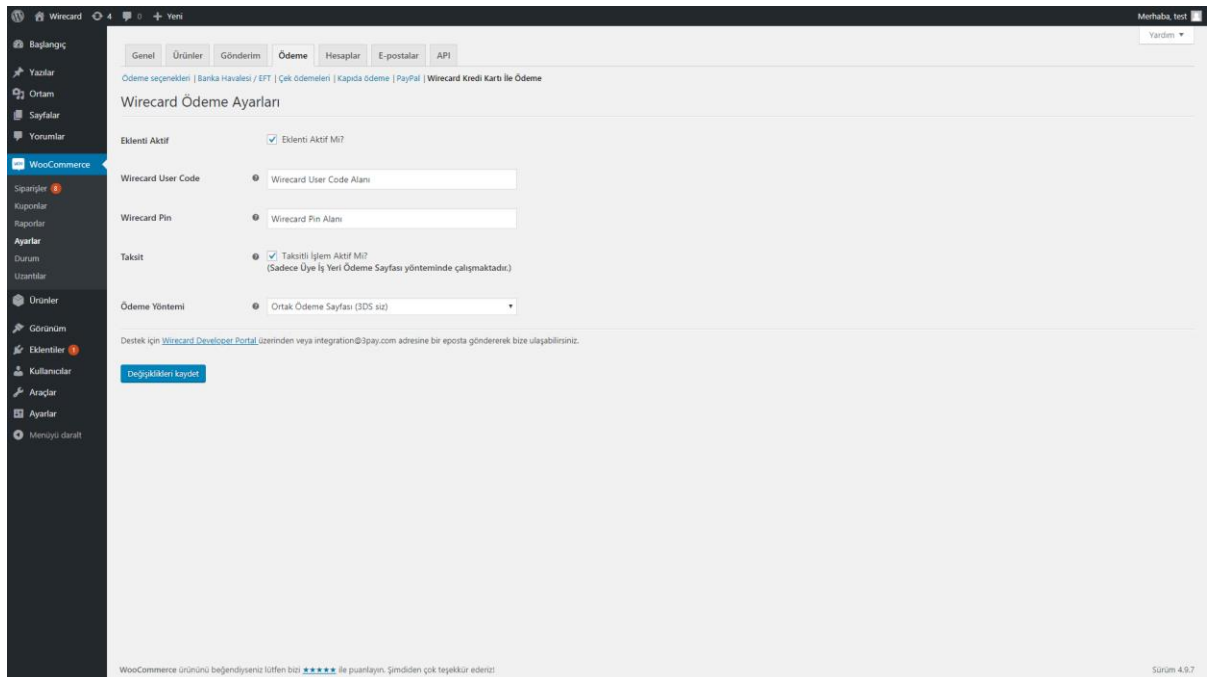 Wirecard 4 0 + Yeni
Merhaba, test
Yardım
Başlangıç
Yazılar
Ortam
Sayfalar
Yorumlar
WooCommerce
Siparişler 8
Kuponlar
Raporlar
Ayarlar
Durum
Uzantılar
Ürünler
Görünüm
Eklentiler 1
Kullanıcılar
Araçlar
Ayarlar
Menüyü daralt
Genel Ürünler Gönderim Ödeme Hesaplar E-postalar API
Ödeme seçenekleri | Banka Havalesi / EFT | Çek ödemeleri | Kapıda ödeme | PayPal | Wirecard Kredi Kartı İle Ödeme
Wirecard Ödeme Ayarları
Eklenti Aktif Eklenti Aktif Mi?
Wirecard User Code Wirecard User Code Alanı
Wirecard Pin Wirecard Pin Alanı
Taksit Taksitli İşlem Aktif Mi?
(Sadece Üye İş Yeri Ödeme Sayfası yönteminde çalışmaktadır.)
Ödeme Yöntemi Ortak Ödeme Sayfası (3DS siz)
Destek için Wirecard Developer Portal üzerinden veya integration@3pay.com adresine bir eposta göndererek bize ulaşabilirsiniz.
Değişiklikleri kaydet
WooCommerce ürününü beğendiyseniz lütfen bizi ★★★★★ ile puanlayın. Şimdiden çok teşekkür ederiz!
Sürüm 4.9.7